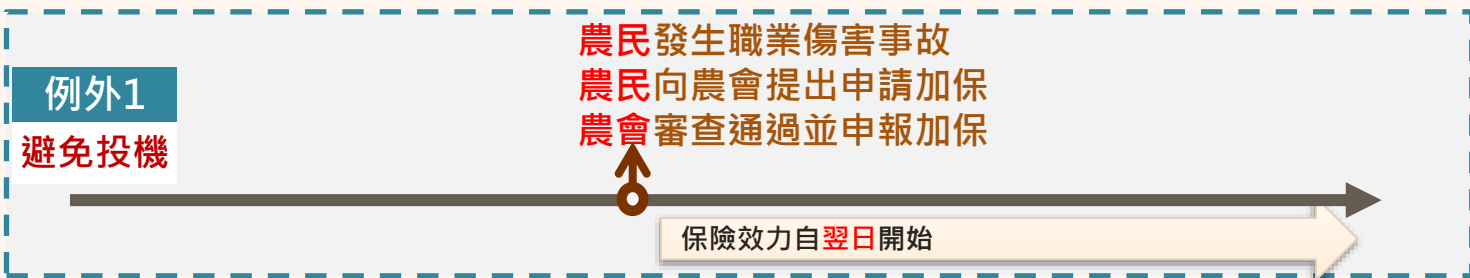 例外1
避免投機
農民發生職業傷害事故
農民向農會提出申請加保
農會審查通過並申報加保
保險效力自翌日開始